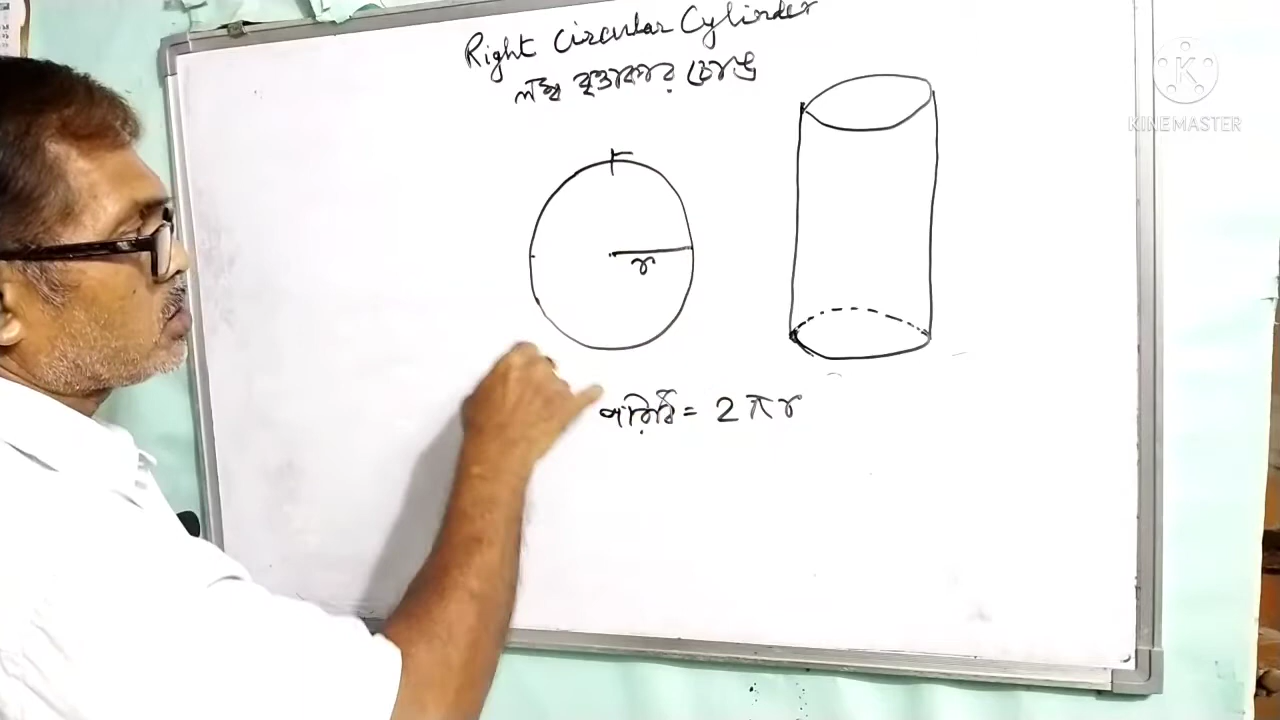 Right Circular Cylinder
লম্ব বৃত্তাকার চোঙ
r
পরিধি = 2πr
KINEMASTER